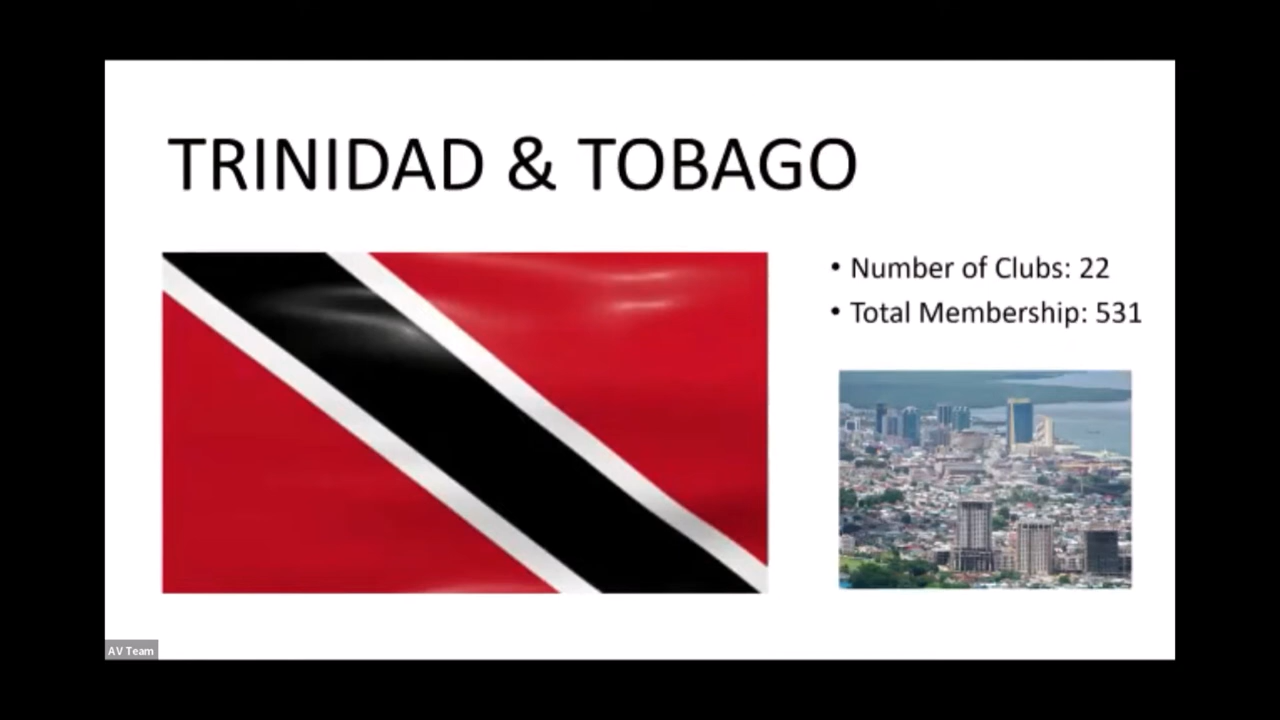 TRINIDAD & TOBAGO
• Number of Clubs: 22
• Total Membership: 531
AV Team